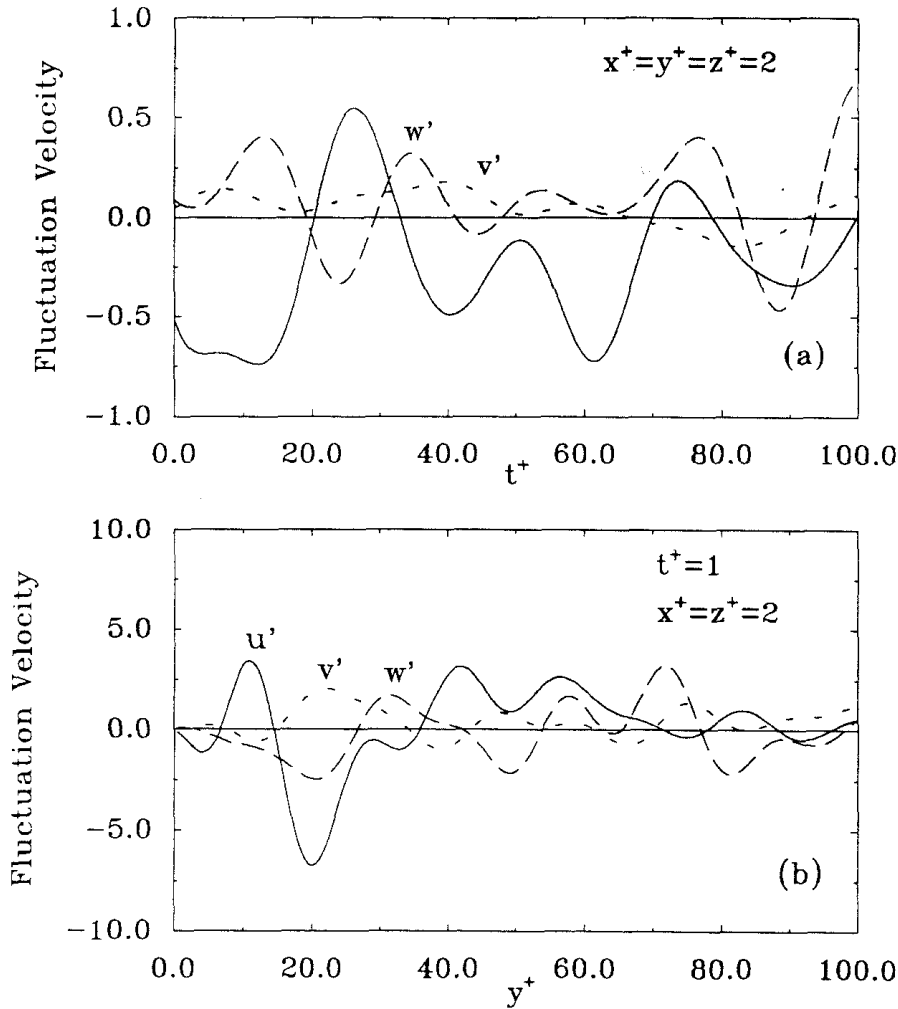 1.0
x⁺=y⁺=z⁺=2
0.5
w'
v'
0.0
Fluctuation Velocity
−0.5
(a)
−1.0
0.0 20.0 40.0 60.0 80.0 100.0
t⁺
10.0
t⁺=1
x⁺=z⁺=2
5.0
u'
v'
w'
0.0
Fluctuation Velocity
−5.0
(b)
−10.0
0.0 20.0 40.0 60.0 80.0 100.0
y⁺